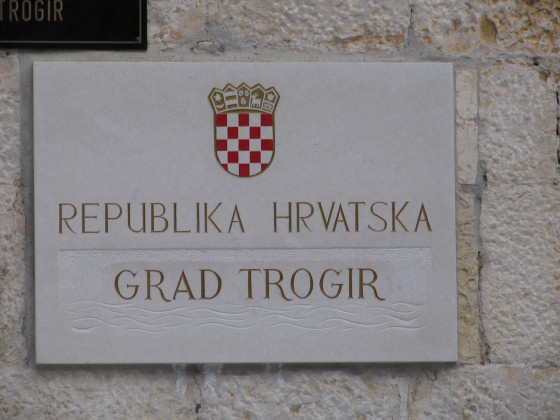 TROGIR
REPUBLIKA HRVATSKA
GRAD TROGIR